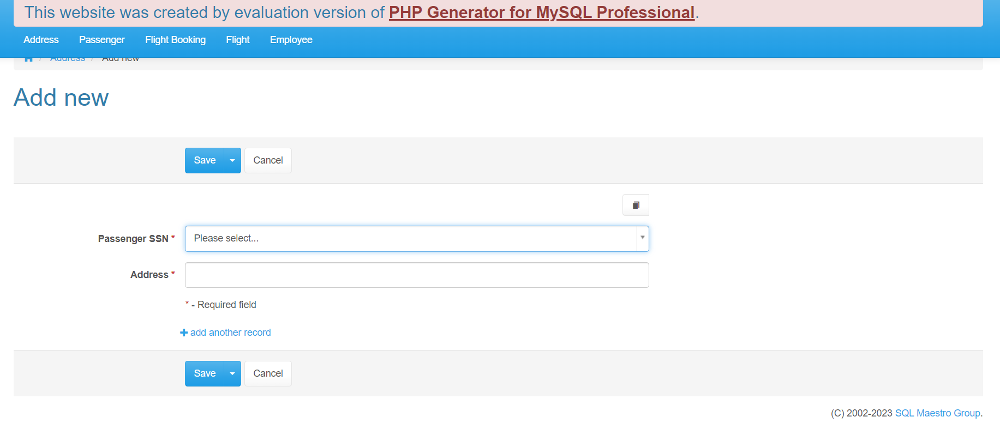 This website was created by evaluation version of PHP Generator for MySQL Professional.
Address Passenger Flight Booking Flight Employee
/ Address / Add new
Add new
Save Cancel
Passenger SSN * Please select...
Address *
* - Required field
add another record
Save Cancel
(C) 2002-2023 SQL Maestro Group.